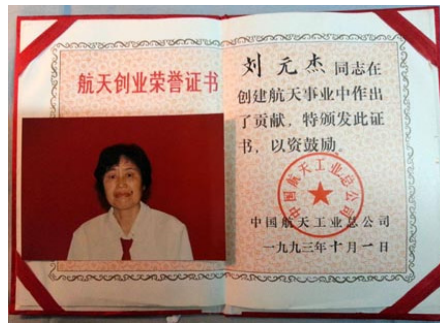 航天创业荣誉证书
刘元杰 同志在
创建航天事业中作出
了贡献，特颁发此证
书，以资鼓励。
中国航天工业总公司
中国航天工业总公司
一九九三年十月一日